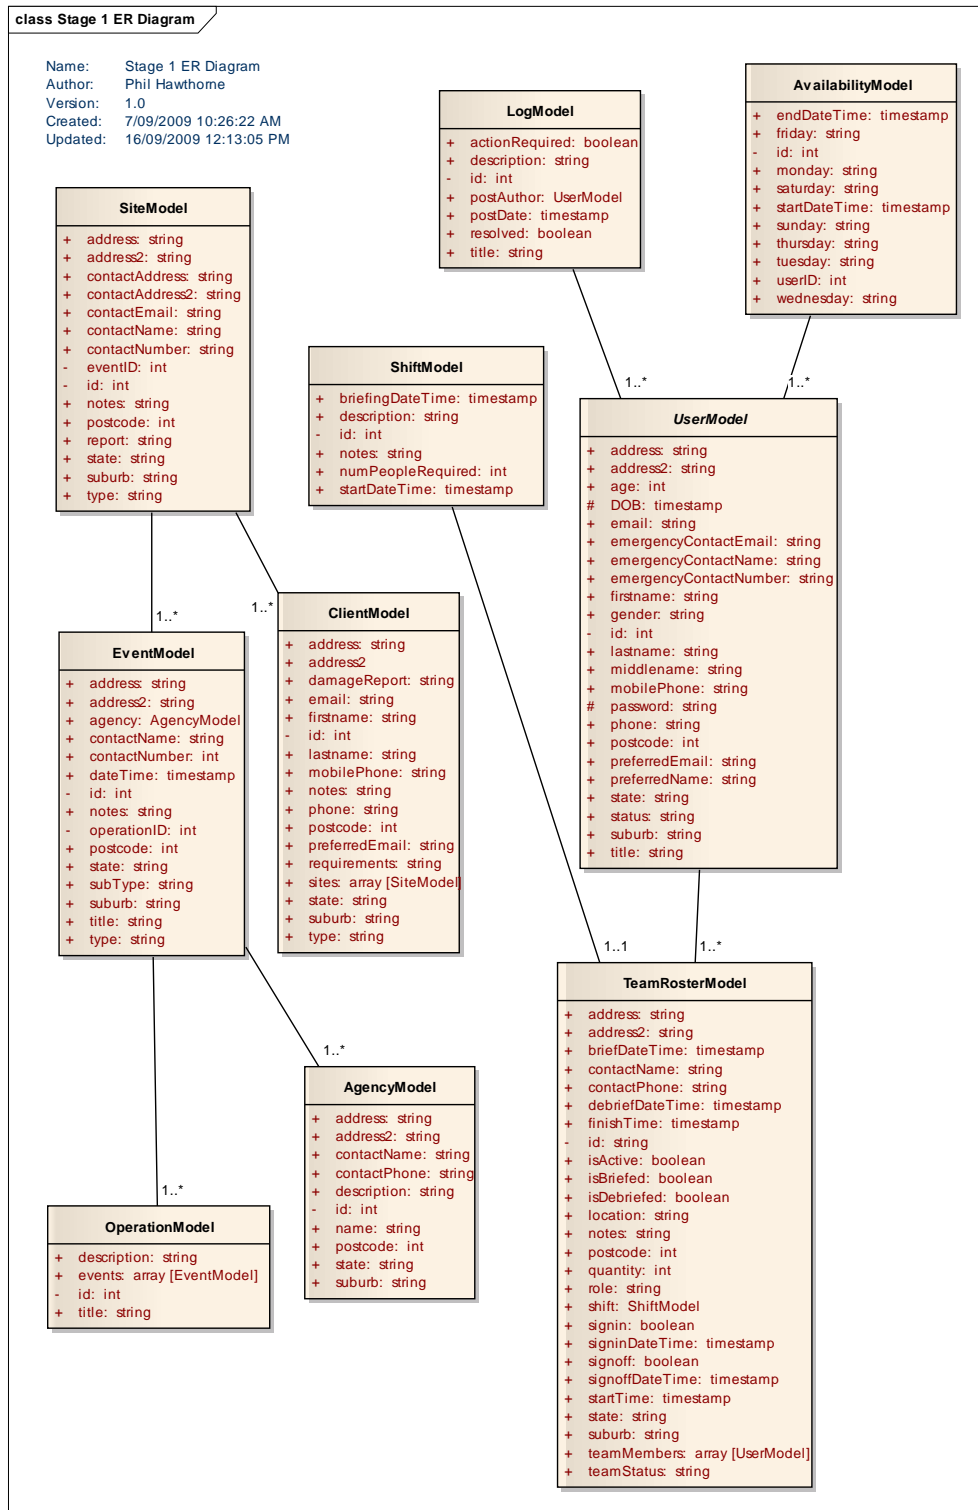 class Stage 1 ER Diagram
Name: Stage 1 ER Diagram
Author: Phil Hawthorne
Version: 1.0
Created: 7/09/2009 10:26:22 AM
Updated: 16/09/2009 12:13:05 PM
LogModel
+ actionRequired: boolean
+ description: string
- id: int
+ postAuthor: UserModel
+ postDate: timestamp
+ resolved: boolean
+ title: string
AvailabilityModel
+ endDateTime: timestamp
+ friday: string
- id: int
+ monday: string
+ saturday: string
+ startDateTime: timestamp
+ sunday: string
+ thursday: string
+ tuesday: string
+ userID: int
+ wednesday: string
SiteModel
+ address: string
+ address2: string
+ contactAddress: string
+ contactAddress2: string
+ contactEmail: string
+ contactName: string
+ contactNumber: string
- eventID: int
- id: int
+ notes: string
+ postcode: int
+ report: string
+ state: string
+ suburb: string
+ type: string
ShiftModel
+ briefingDateTime: timestamp
+ description: string
- id: int
+ notes: string
+ numPeopleRequired: int
+ startDateTime: timestamp
1..*
1..*
UserModel
+ address: string
+ address2: string
+ age: int
# DOB: timestamp
+ email: string
+ emergencyContactEmail: string
+ emergencyContactName: string
+ emergencyContactNumber: string
+ firstname: string
+ gender: string
- id: int
+ lastname: string
+ middlename: string
+ mobilePhone: string
# password: string
+ phone: string
+ postcode: int
+ preferredEmail: string
+ preferredName: string
+ state: string
+ status: string
+ suburb: string
+ title: string
1..*
1..*
EventModel
+ address: string
+ address2: string
+ agency: AgencyModel
+ contactName: string
+ contactNumber: int
+ dateTime: timestamp
- id: int
+ notes: string
- operationID: int
+ postcode: int
+ state: string
+ subType: string
+ suburb: string
+ title: string
+ type: string
ClientModel
+ address: string
+ address2
+ damageReport: string
+ email: string
+ firstname: string
- id: int
+ lastname: string
+ mobilePhone: string
+ notes: string
+ phone: string
+ postcode: int
+ preferredEmail: string
+ requirements: string
+ sites: array [SiteModel]
+ state: string
+ suburb: string
+ type: string
1..1
1..*
TeamRosterModel
+ address: string
+ address2: string
+ briefDateTime: timestamp
+ contactName: string
+ contactPhone: string
+ debriefDateTime: timestamp
+ finishTime: timestamp
- id: string
+ isActive: boolean
+ isBriefed: boolean
+ isDebriefed: boolean
+ location: string
+ notes: string
+ postcode: int
+ quantity: int
+ role: string
+ shift: ShiftModel
+ signin: boolean
+ signinDateTime: timestamp
+ signoff: boolean
+ signoffDateTime: timestamp
+ startTime: timestamp
+ state: string
+ suburb: string
+ teamMembers: array [UserModel]
+ teamStatus: string
1..*
AgencyModel
+ address: string
+ address2: string
+ contactName: string
+ contactPhone: string
+ description: string
- id: int
+ name: string
+ postcode: int
+ state: string
+ suburb: string
1..*
OperationModel
+ description: string
+ events: array [EventModel]
- id: int
+ title: string